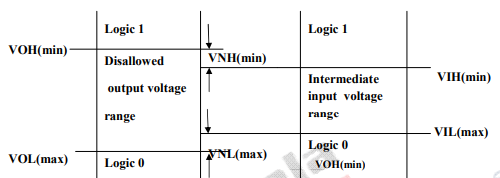 Logic 1
Logic 1
VOH(min)
VNH(min)
Disallowed
output voltage
range
Intermediate
input voltage
range
VIH(min)
VIL(max)
VOL(max)
VNL(max)
Logic 0
Logic 0
VOH(min)